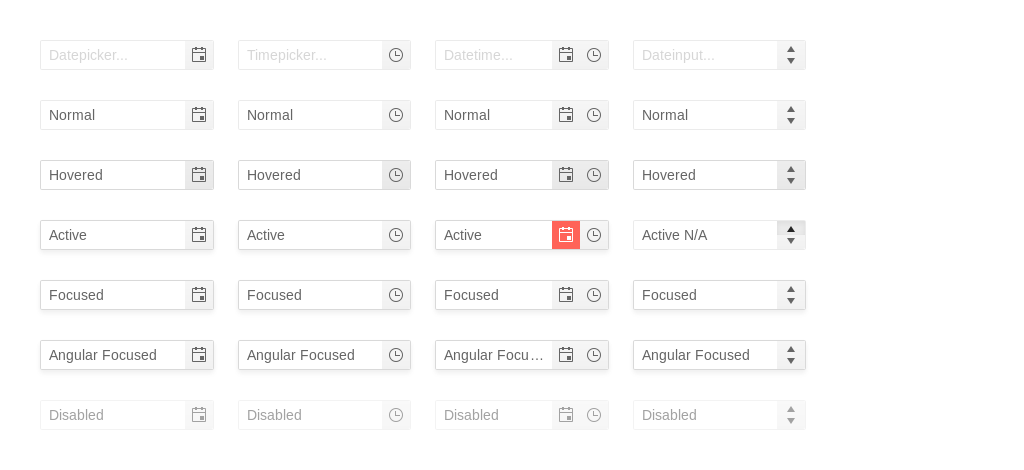 Datepicker... Timepicker... Datetime... Dateinput...
Normal Normal Normal Normal
Hovered Hovered Hovered Hovered
Active Active Active Active N/A
Focused Focused Focused Focused
Angular Focused Angular Focused Angular Focu... Angular Focused
Disabled Disabled Disabled Disabled